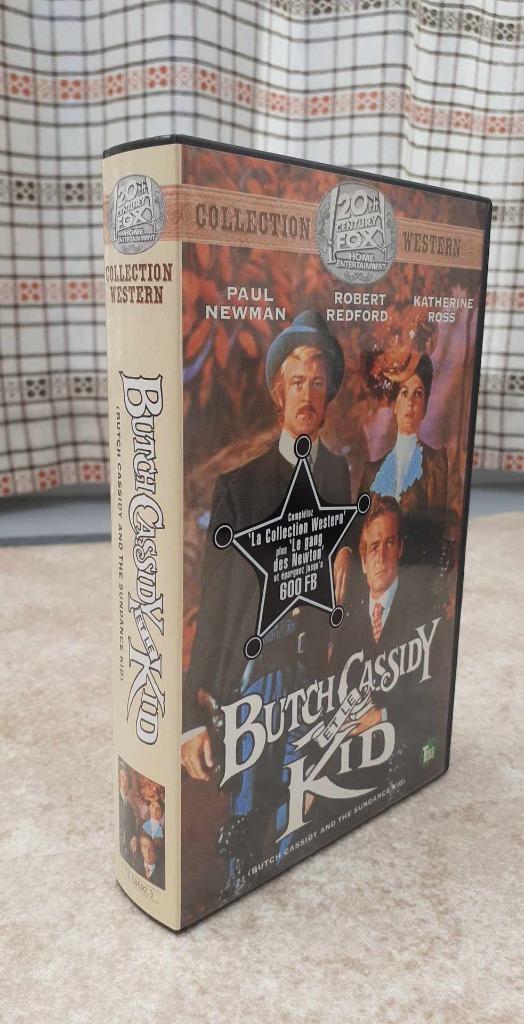 20TH
CENTURY
FOX
HOME
ENTERTAINMENT
COLLECTION
WESTERN
BUTCH CASSIDY
ET LE
KID
(BUTCH CASSIDY AND THE SUNDANCE KID)
COLLECTION WESTERN
20TH
CENTURY
FOX
HOME
ENTERTAINMENT
PAUL
NEWMAN
ROBERT
REDFORD
KATHERINE
ROSS
Complétez
'La Collection Western'
plus 'Le gang
des Newton'
et épargnez jusqu'à
600 FB
BUTCH CASSIDY
ET LE
KID
(BUTCH CASSIDY AND THE SUNDANCE KID)